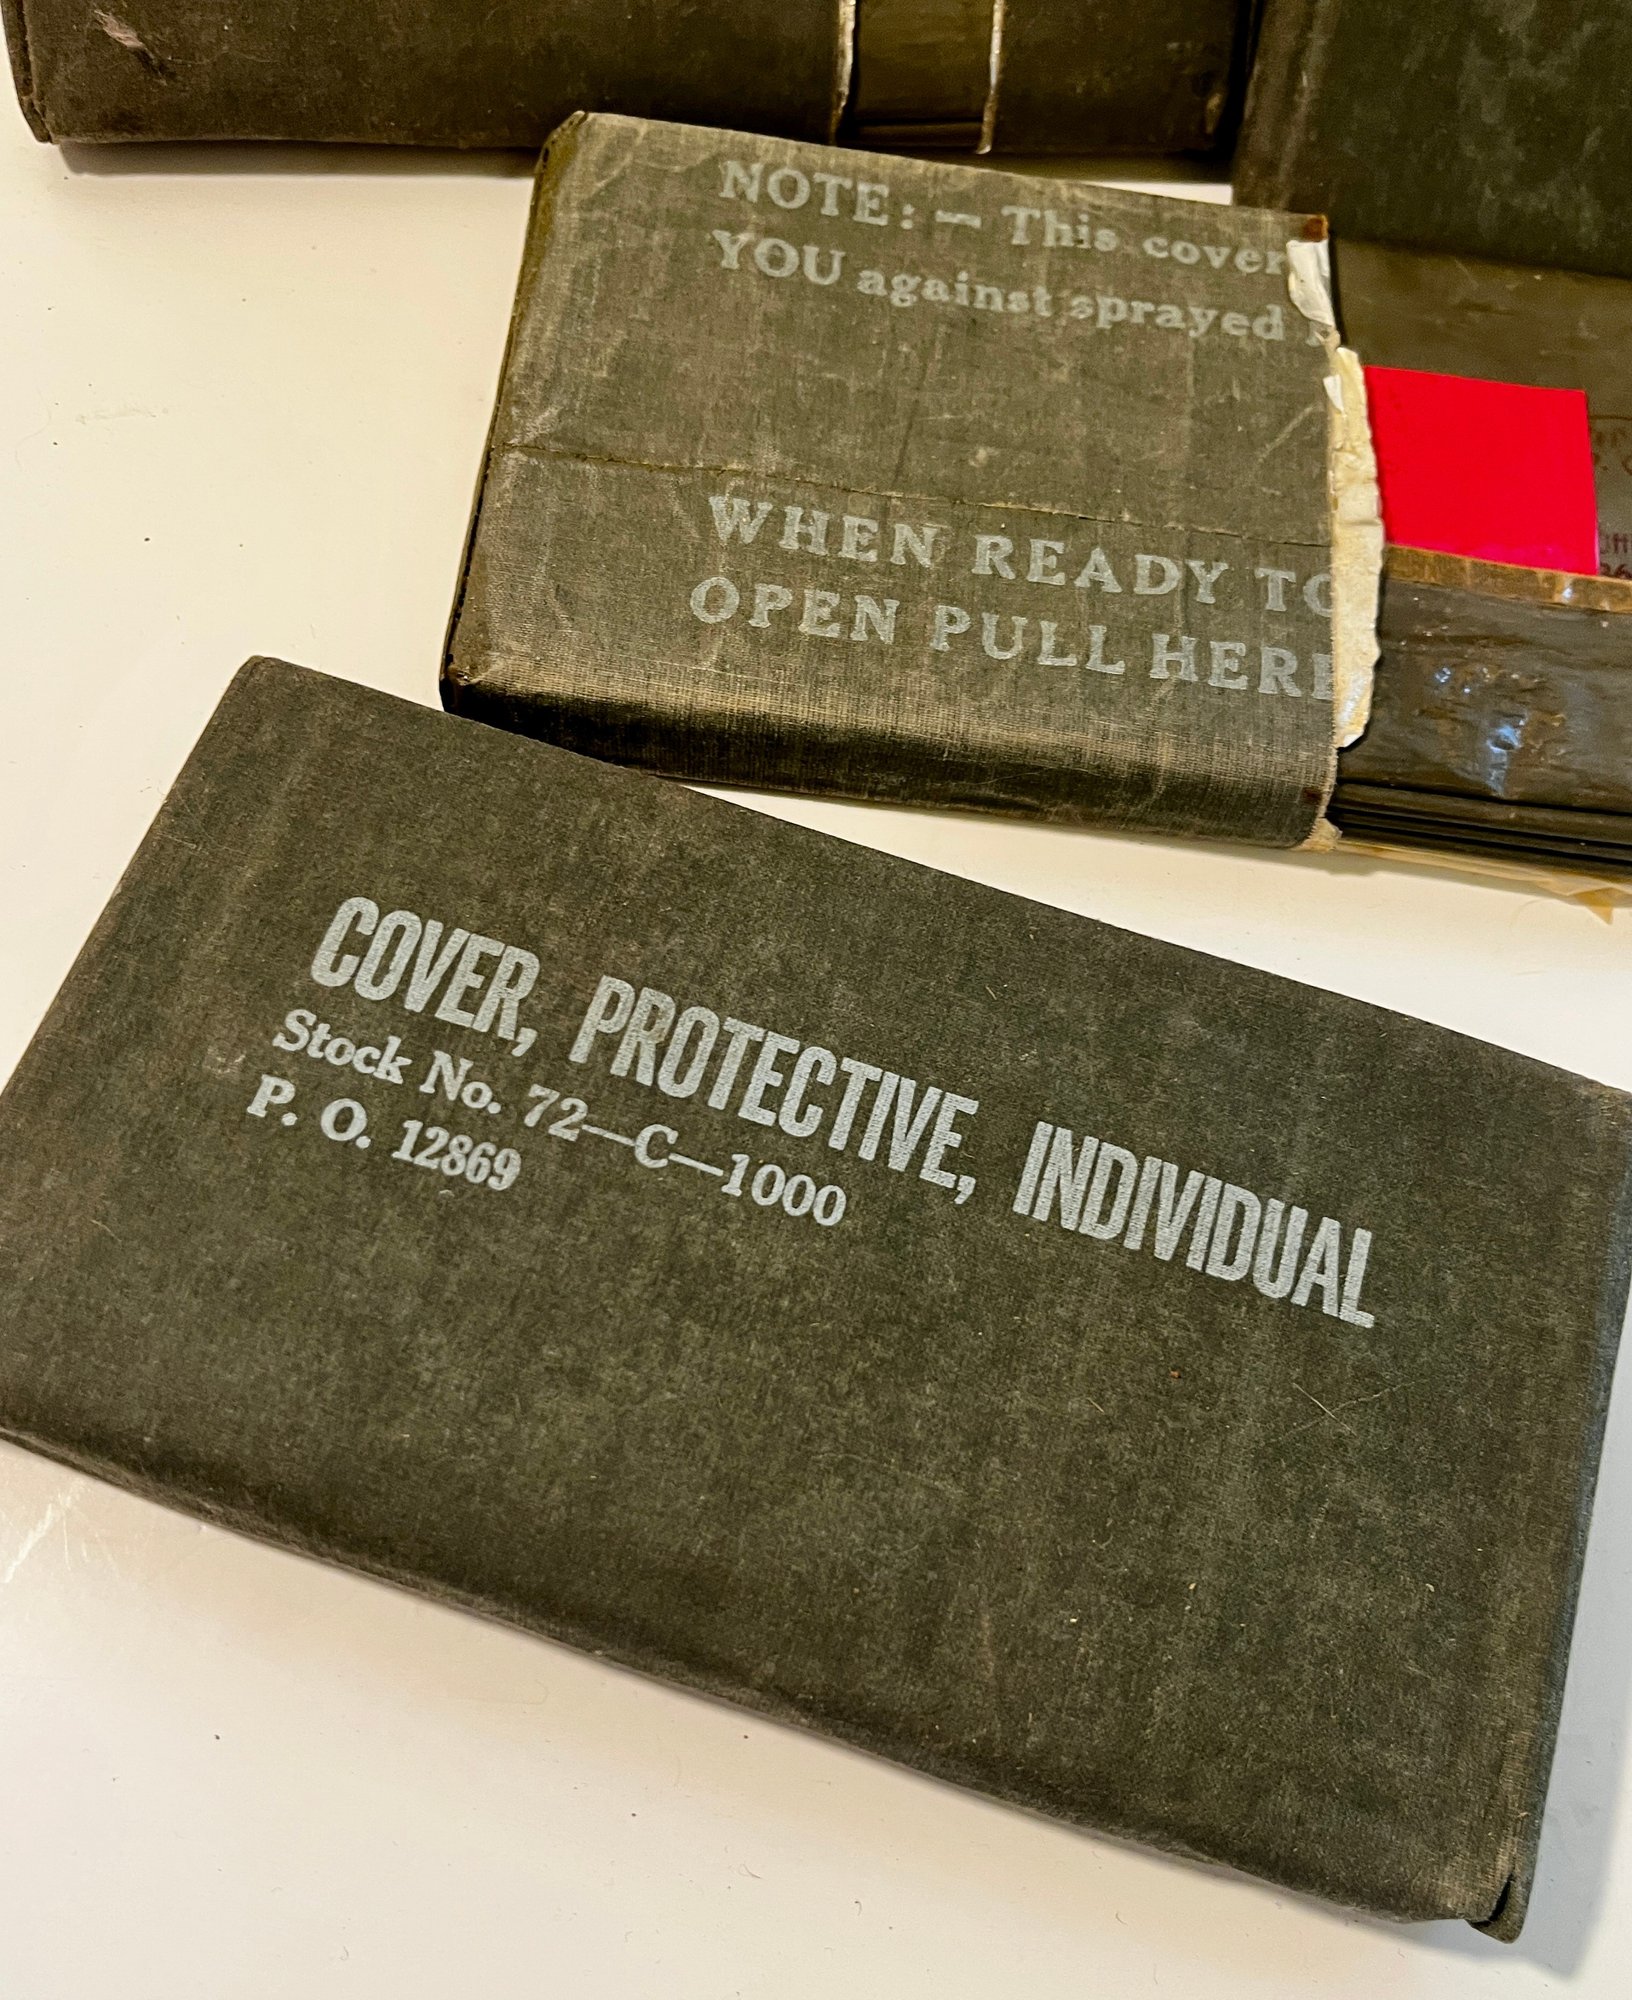 NOTE: — This cover
YOU against sprayed
WHEN READY TO
OPEN PULL HERE
COVER, PROTECTIVE, INDIVIDUAL
Stock No. 72—C—1000
P. O. 12869